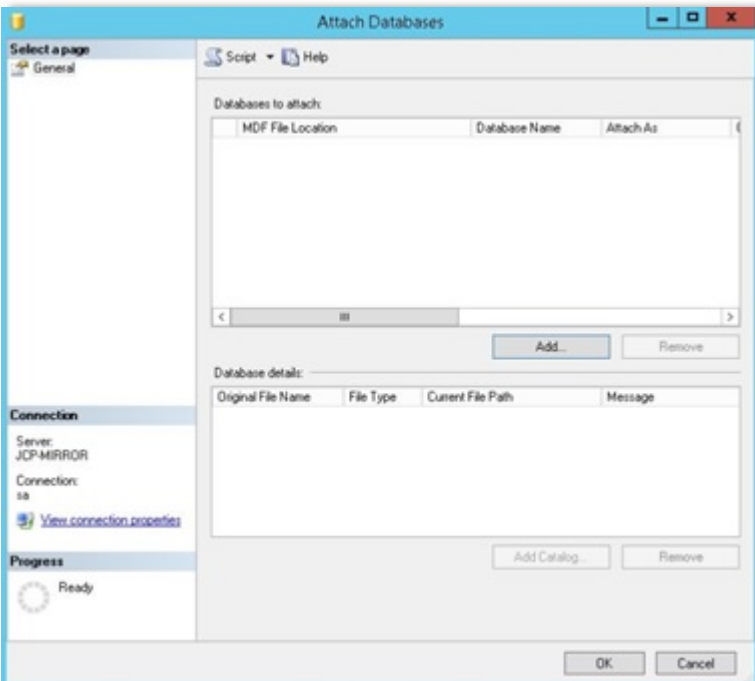 Attach Databases
Select a page
General
Script
Help
Databases to attach:
MDF File Location
Database Name
Attach As
Add...
Remove
Database details:
Original File Name
File Type
Current File Path
Message
Connection
Server:
JCP-MIRROR
Connection:
sa
View connection properties
Add Catalog...
Remove
Progress
Ready
OK
Cancel